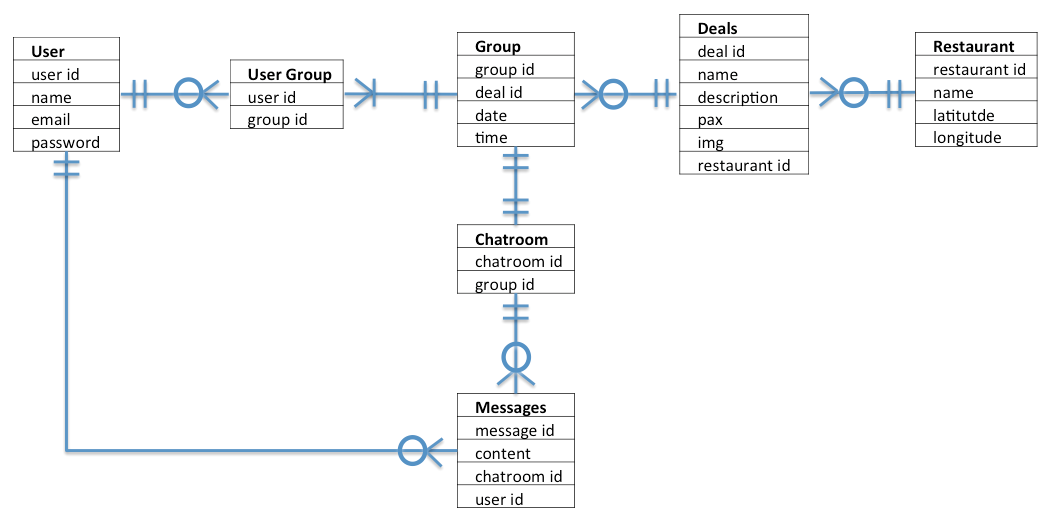 User
user id
name
email
password
User Group
user id
group id
Group
group id
deal id
date
time
Deals
deal id
name
description
pax
img
restaurant id
Restaurant
restaurant id
name
latitutde
longitude
Chatroom
chatroom id
group id
Messages
message id
content
chatroom id
user id